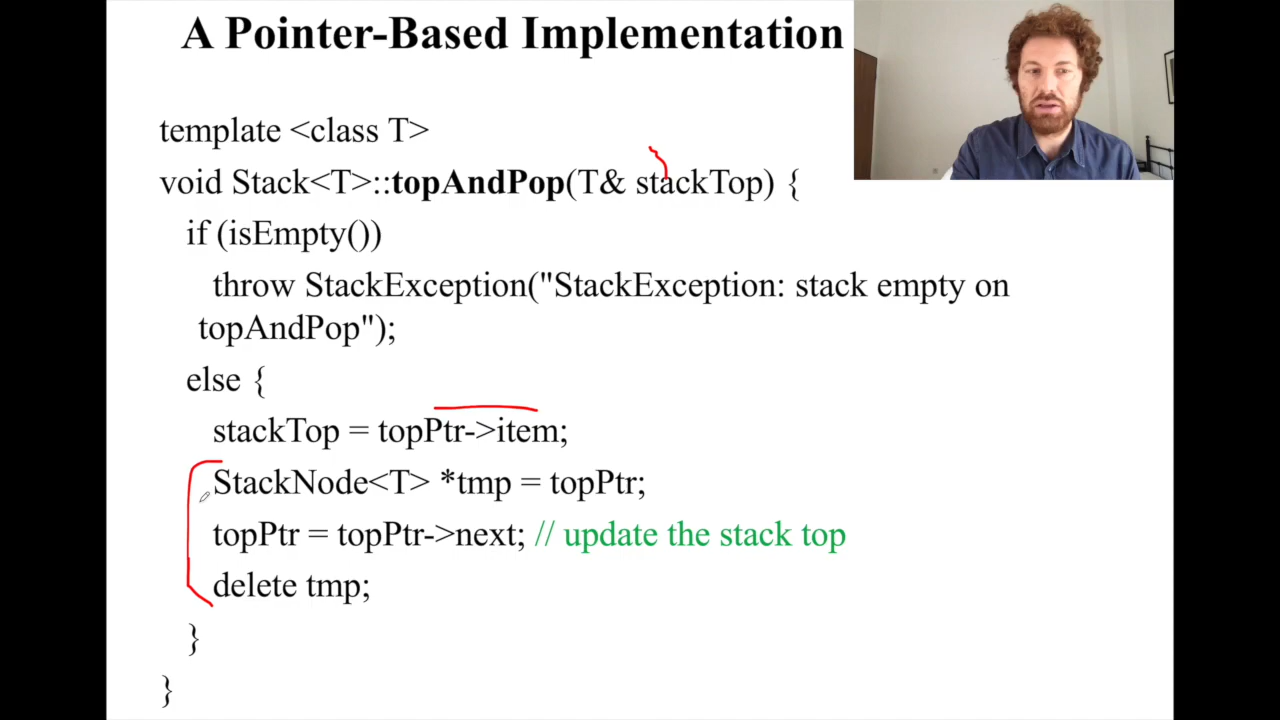 A Pointer-Based Implementation
template <class T>
void Stack<T>::topAndPop(T& stackTop) {
if (isEmpty())
throw StackException("StackException: stack empty on
topAndPop");
else {
stackTop = topPtr->item;
StackNode<T> *tmp = topPtr;
topPtr = topPtr->next; // update the stack top
delete tmp;
}
}